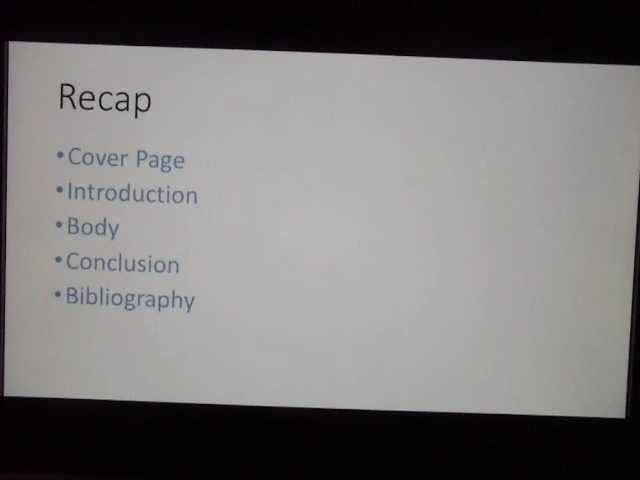 Recap
•Cover Page
•Introduction
•Body
•Conclusion
•Bibliography